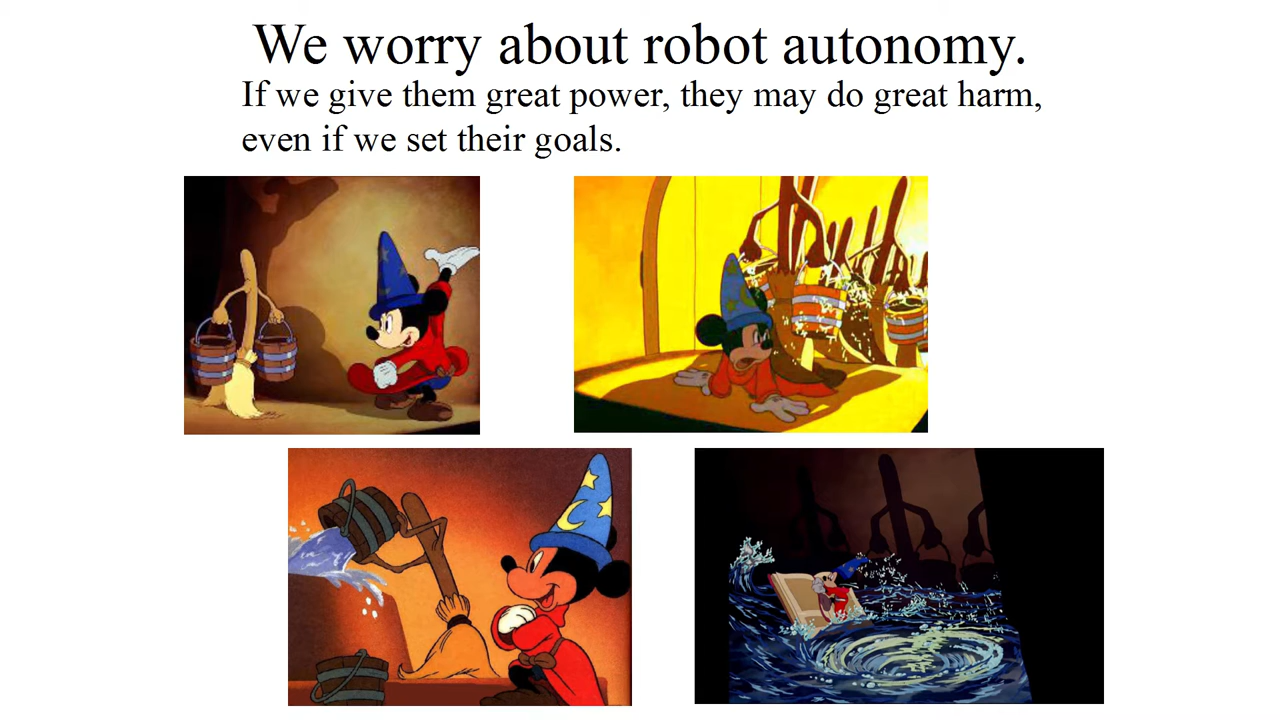 We worry about robot autonomy.
If we give them great power, they may do great harm,
even if we set their goals.